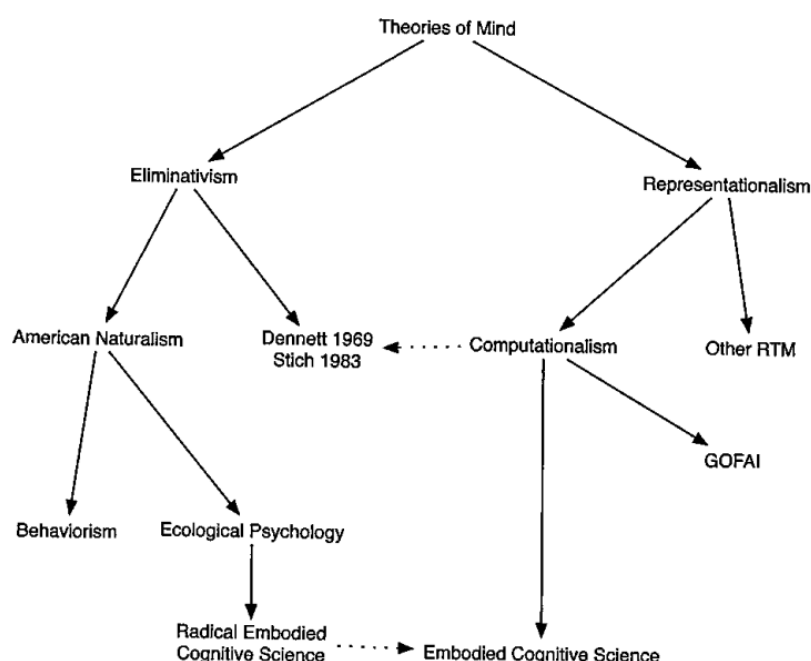 Theories of Mind
Eliminativism
Representationalism
American Naturalism
Dennett 1969
Stich 1983
Computationalism
Other RTM
GOFAI
Behaviorism
Ecological Psychology
Radical Embodied
Cognitive Science
Embodied Cognitive Science